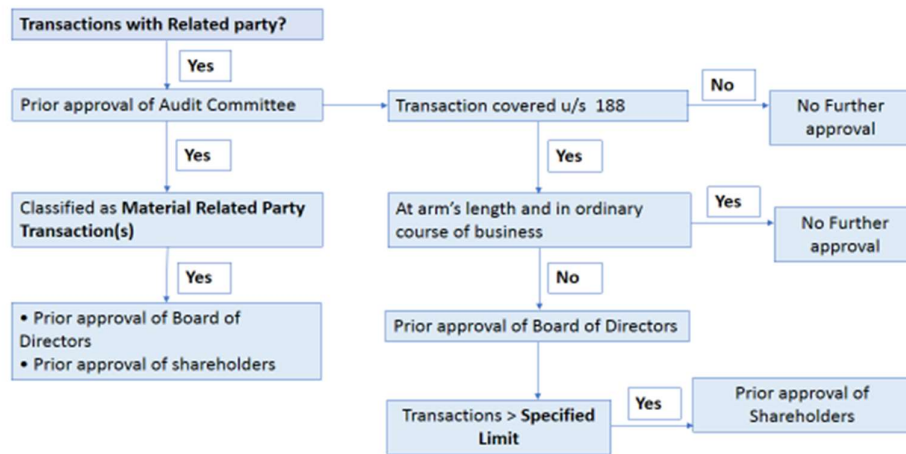 Transactions with Related party?
Yes
Prior approval of Audit Committee
Transaction covered u/s 188
No
No Further
approval
Yes
Yes
Classified as Material Related Party
Transaction(s)
At arm's length and in ordinary
course of business
Yes
No Further
approval
Yes
No
• Prior approval of Board of
Directors
• Prior approval of shareholders
Prior approval of Board of Directors
Transactions > Specified
Limit
Yes
Prior approval of
Shareholders